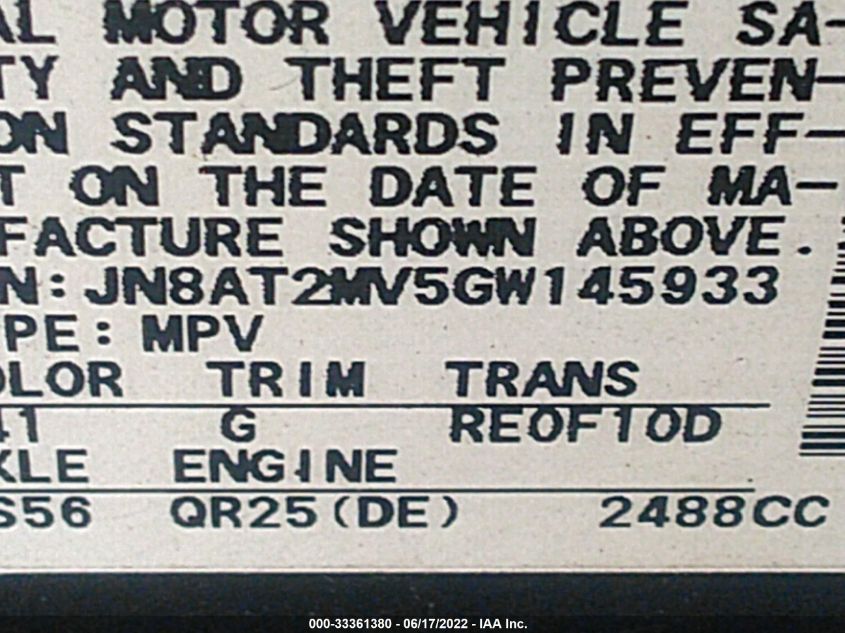 AL MOTOR VEHICLE SA-
TY AND THEFT PREVEN-
ON STANDARDS IN EFF-
T ON THE DATE OF MA-
FACTURE SHOWN ABOVE.
N:JN8AT2MV5GW145933
PE:MPV
OLOR TRIM TRANS
41 G RE0F10D
XLE ENGINE
S56 QR25(DE) 2488CC
000-33361380 - 06/17/2022 - IAA Inc.